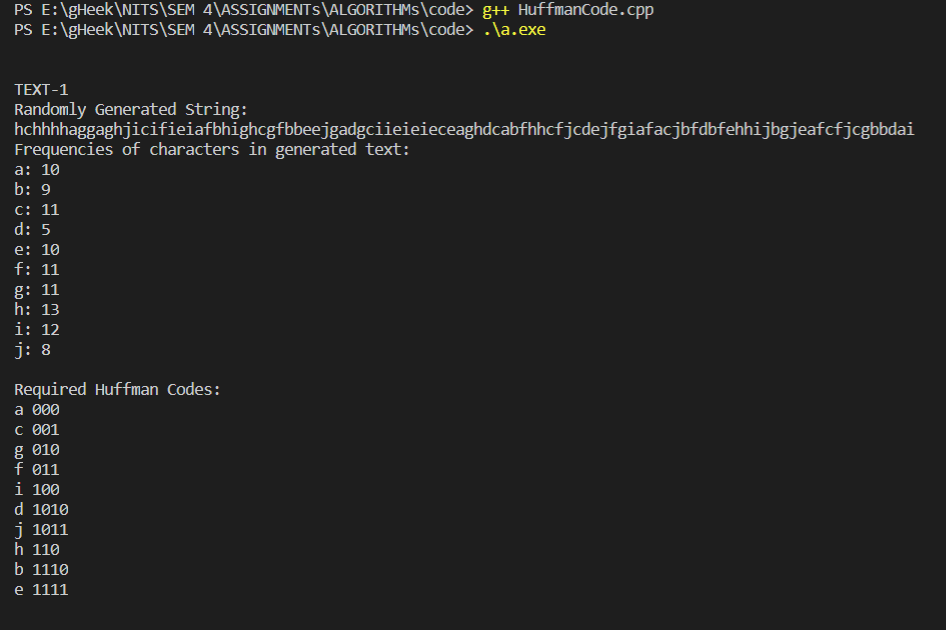 PS E:\gHeek\NITS\SEM 4\ASSIGNMENTs\ALGORITHMs\code> g++ HuffmanCode.cpp
PS E:\gHeek\NITS\SEM 4\ASSIGNMENTs\ALGORITHMs\code> .\a.exe
TEXT-1
Randomly Generated String:
hchhhhaggaghjicifieiafbhighcgfbbeejgadgciieieieceaghdcabfhhcfjcdejfgiafacjbfdbfehhijbgjeafcfjcgbbdai
Frequencies of characters in generated text:
a: 10
b: 9
c: 11
d: 5
e: 10
f: 11
g: 11
h: 13
i: 12
j: 8
Required Huffman Codes:
a 000
c 001
g 010
f 011
i 100
d 1010
j 1011
h 110
b 1110
e 1111